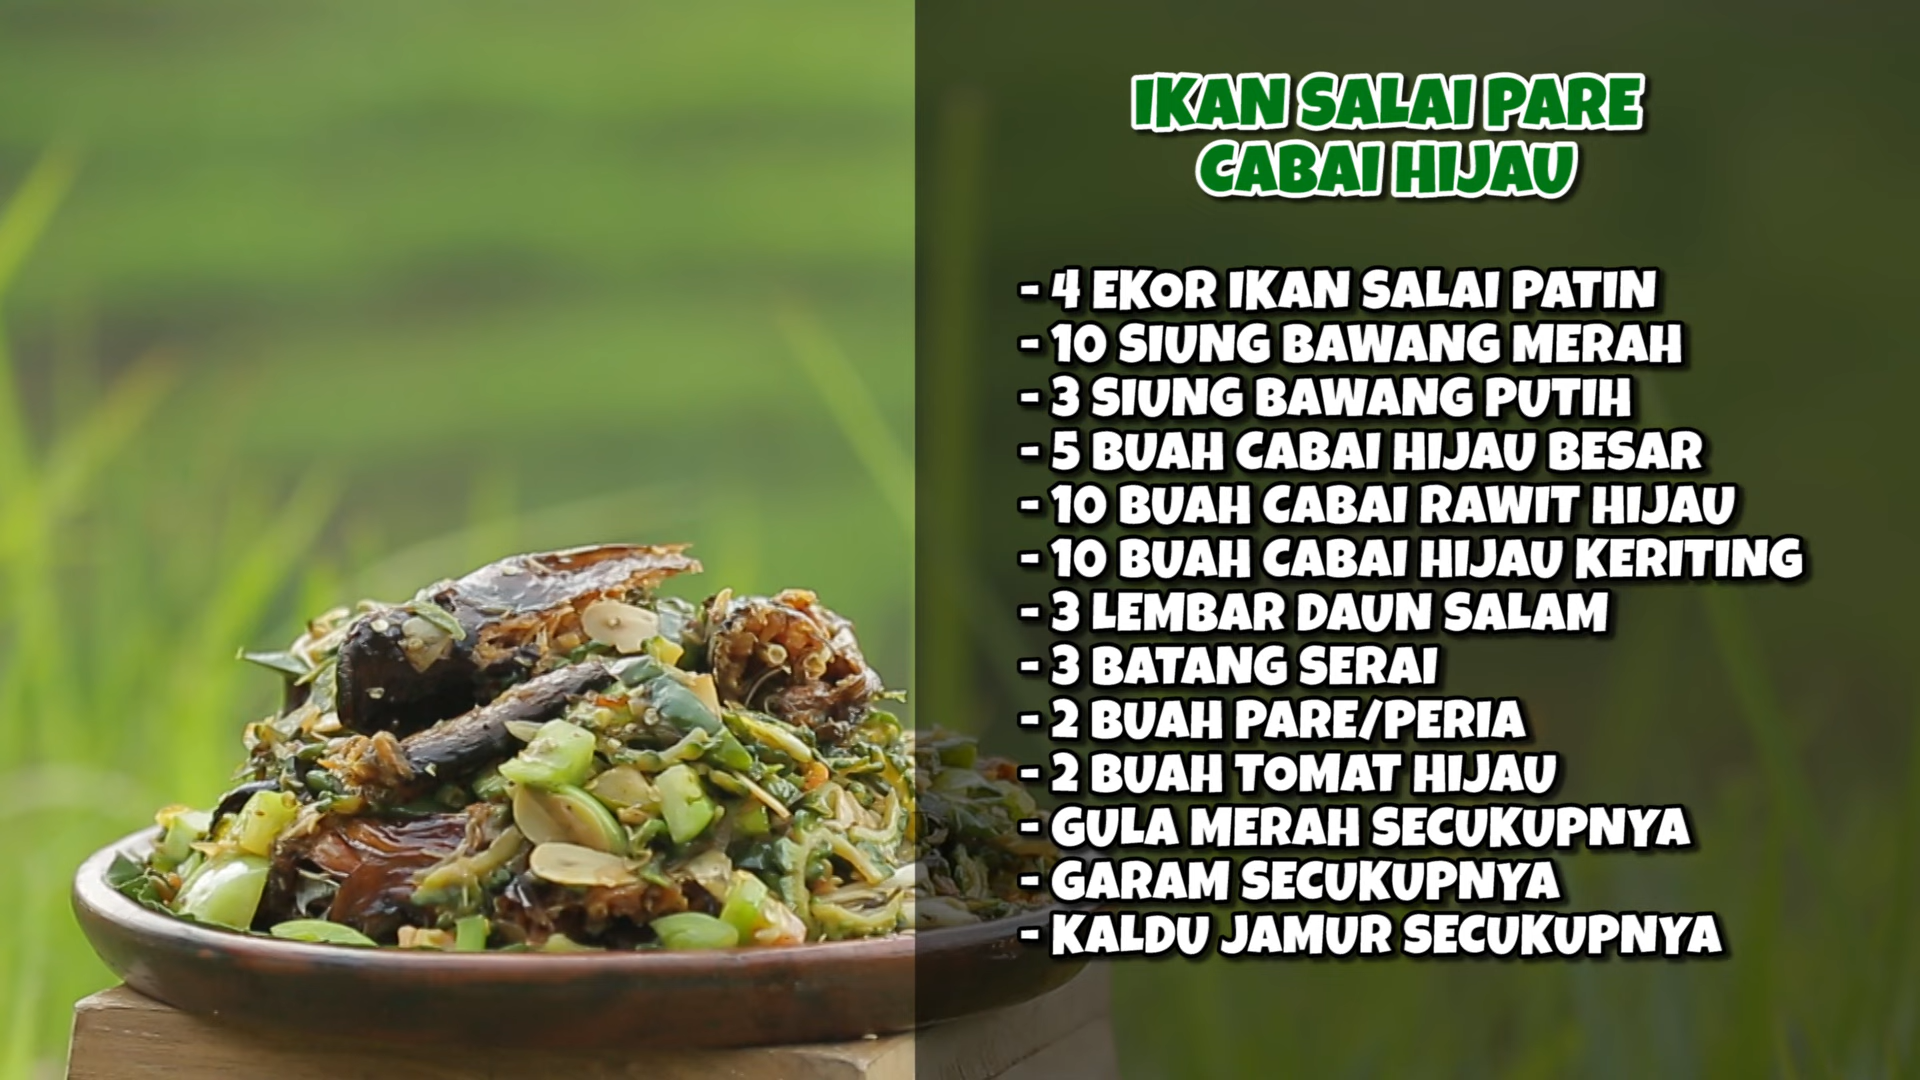 IKAN SALAI PARE
CABAI HIJAU
- 4 EKOR IKAN SALAI PATIN
- 10 SIUNG BAWANG MERAH
- 3 SIUNG BAWANG PUTIH
- 5 BUAH CABAI HIJAU BESAR
- 10 BUAH CABAI RAWIT HIJAU
- 10 BUAH CABAI HIJAU KERITING
- 3 LEMBAR DAUN SALAM
- 3 BATANG SERAI
- 2 BUAH PARE/PERIA
- 2 BUAH TOMAT HIJAU
- GULA MERAH SECUKUPNYA
- GARAM SECUKUPNYA
- KALDU JAMUR SECUKUPNYA